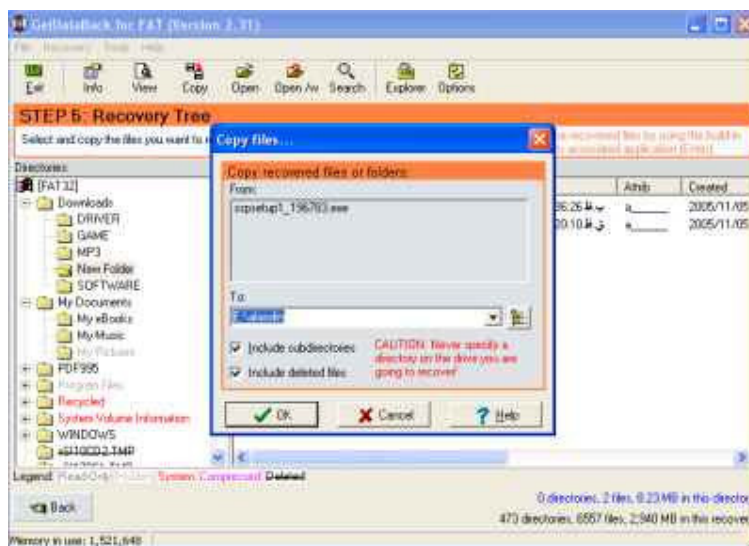 GetDataBack for FAT (Version 2.31)
File Recovery Tools Help
Exit Info View Copy Open Open /w Search Explorer Options
STEP 5: Recovery Tree
Select and copy the files you want to
Copy files...
Copy recovered files or folders:
From:
To:
Include subdirectories
Include deleted files
CAUTION: Never specify a
directory on the drive you are
going to recover!
OK Cancel Help
Directories
Attrib Created
[FAT32]
Downloads
DRIVER
GAME
MP3
New Folder
SOFTWARE
My Documents
My eBooks
My Music
My Pictures
PDF995
Program Files
Recycled
System Volume Information
WINDOWS
2005/11/05
2005/11/05
Legend: System Compressed Deleted
Back
0 directories, 2 files, 8.23 MB in this director
473 directories, 6557 files, 2,940 MB in this recover
Memory in use: 1,521,648